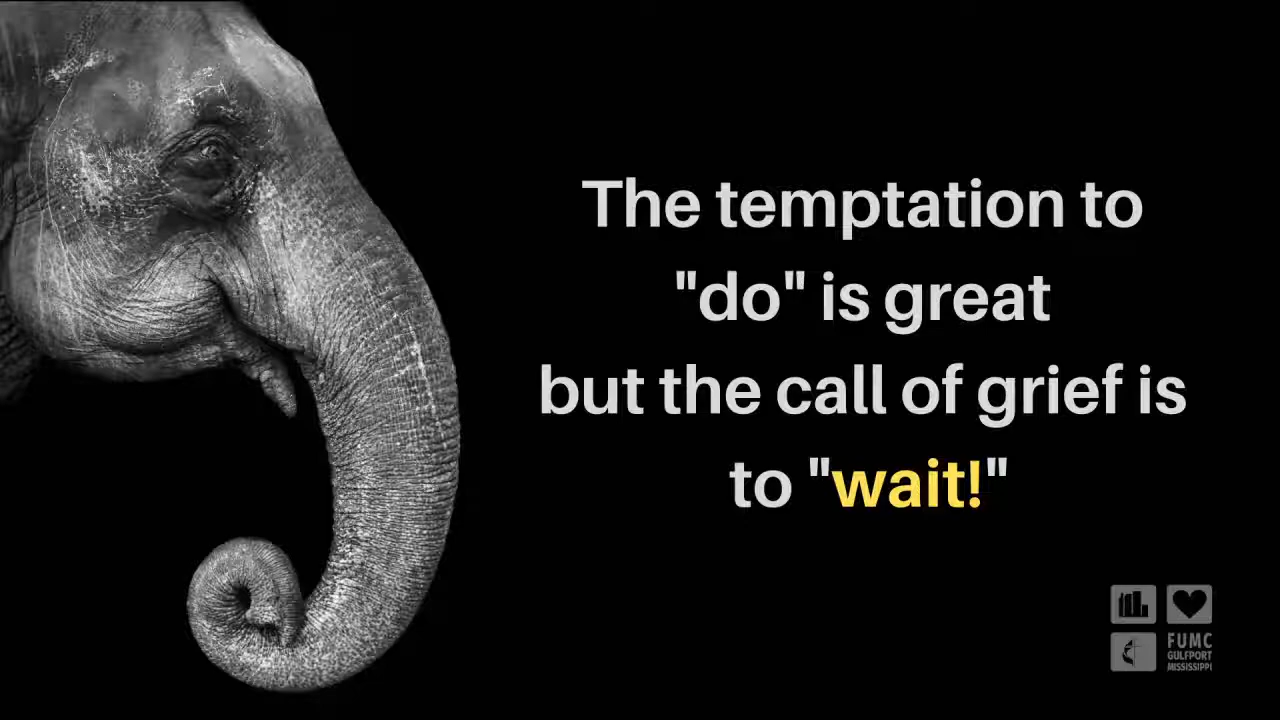 The temptation to
"do" is great
but the call of grief is
to "wait!"
FUMC
GULFPORT
MISSISSIPPI